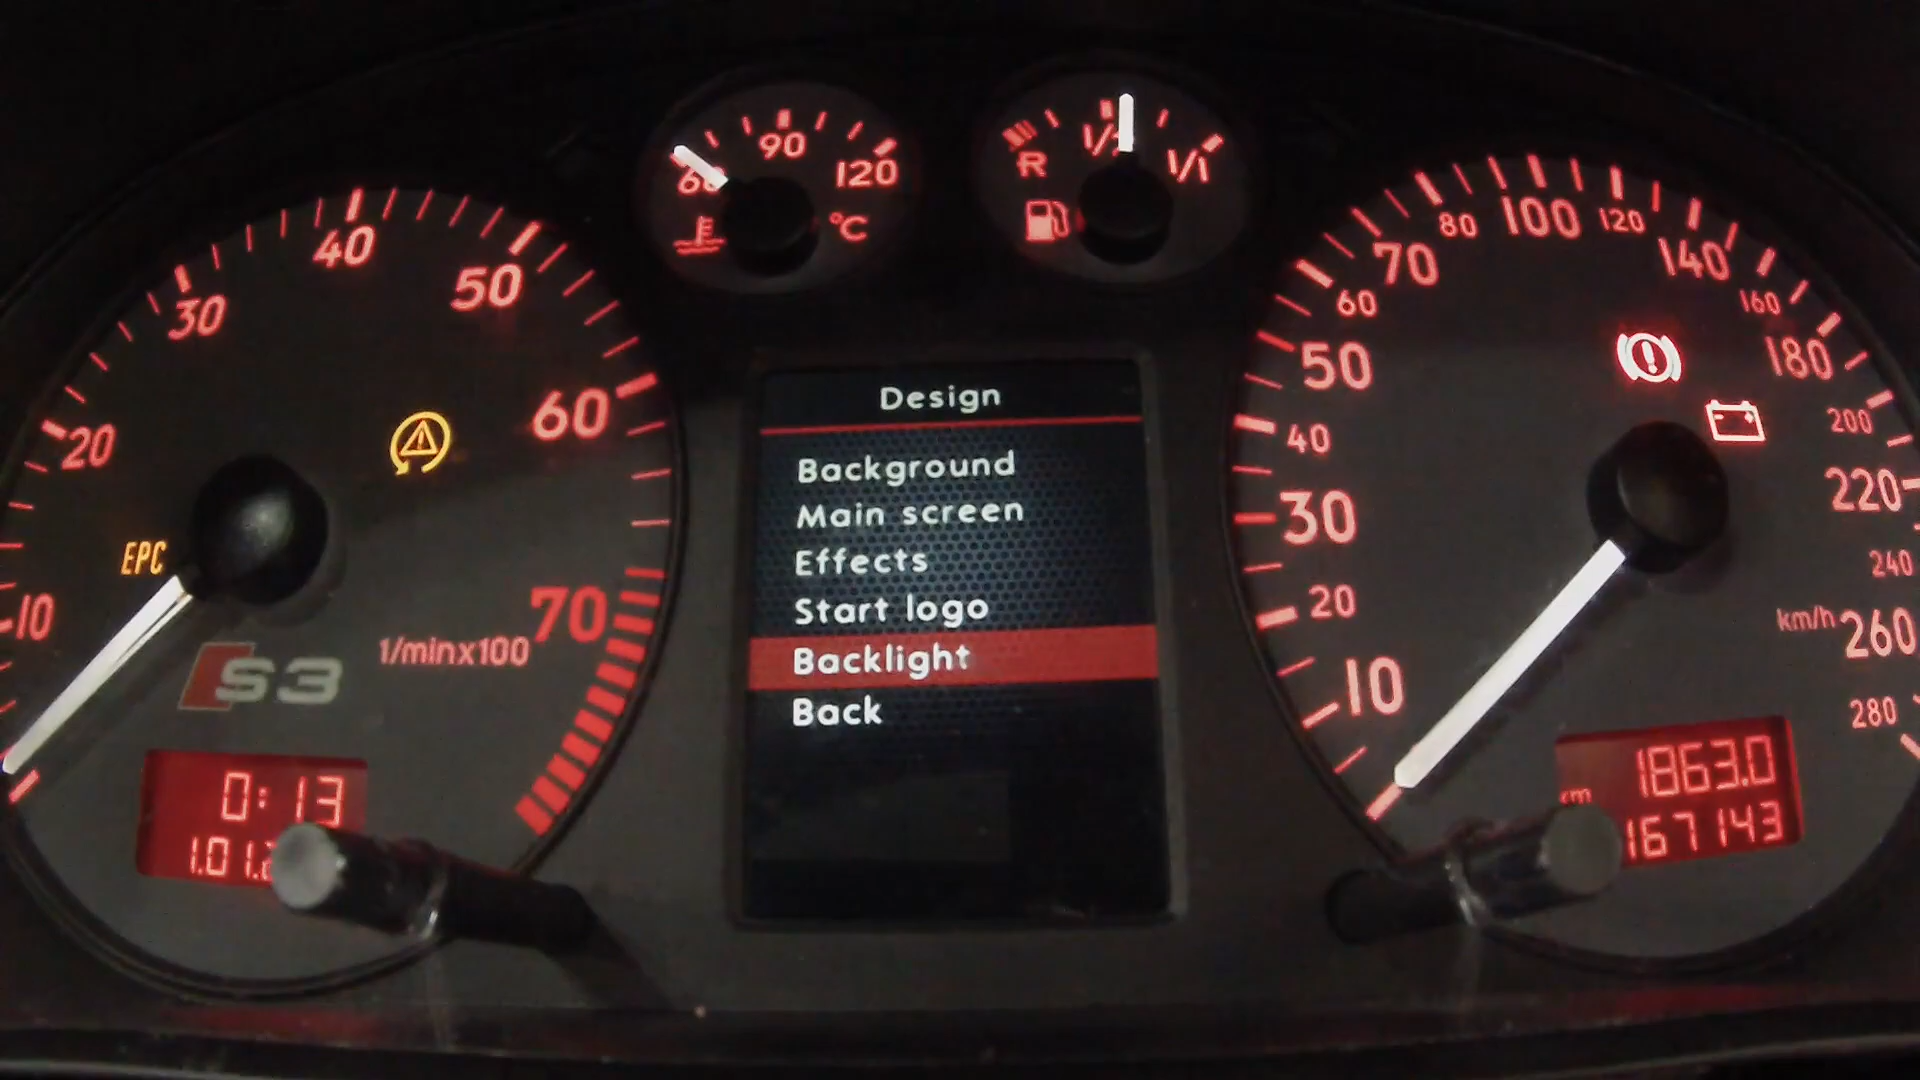 10
20
30
40
50
60
70
1/minx100
EPC
S3
0:13
60
90
120
°C
R
1/2
1/1
Design
Background
Main screen
Effects
Start logo
Backlight
Back
10
20
30
40
50
60
70
80
100
120
140
160
180
200
220
240
260
280
km/h
1863.0
km
167143